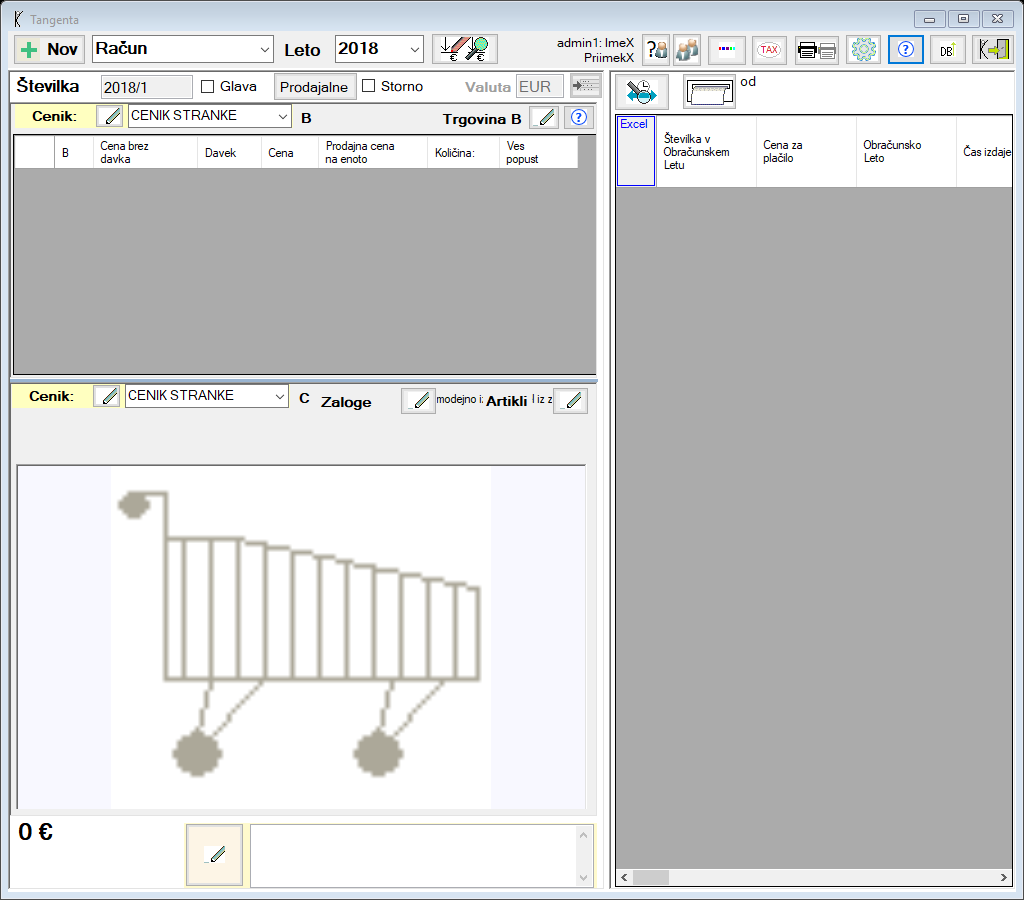 Tangenta
Nov
Račun
Leto
2018
admin1: ImeX
PriimekX
TAX
DB
Številka
2018/1
Glava
Prodajalne
Storno
Valuta
EUR
od
Cenik:
CENIK STRANKE
B
Trgovina B
B
Cena brez
davka
Davek
Cena
Prodajna cena
na enoto
Količina:
Ves
popust
Excel
Številka v
Obračunskem
Letu
Cena za
plačilo
Obračunsko
Leto
Čas izdaje
Cenik:
CENIK STRANKE
C
Zaloge
modejno i:
Artikli
l iz z
0 €